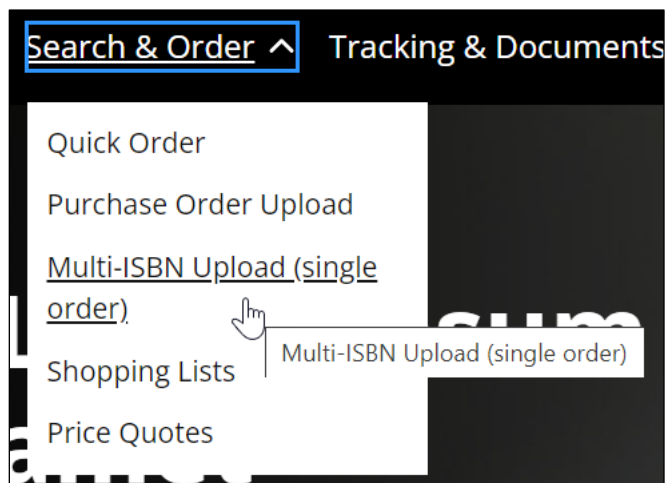 Search & Order Tracking & Documents
Quick Order
Purchase Order Upload
Multi-ISBN Upload (single
order)
Multi-ISBN Upload (single order)
Shopping Lists
Price Quotes